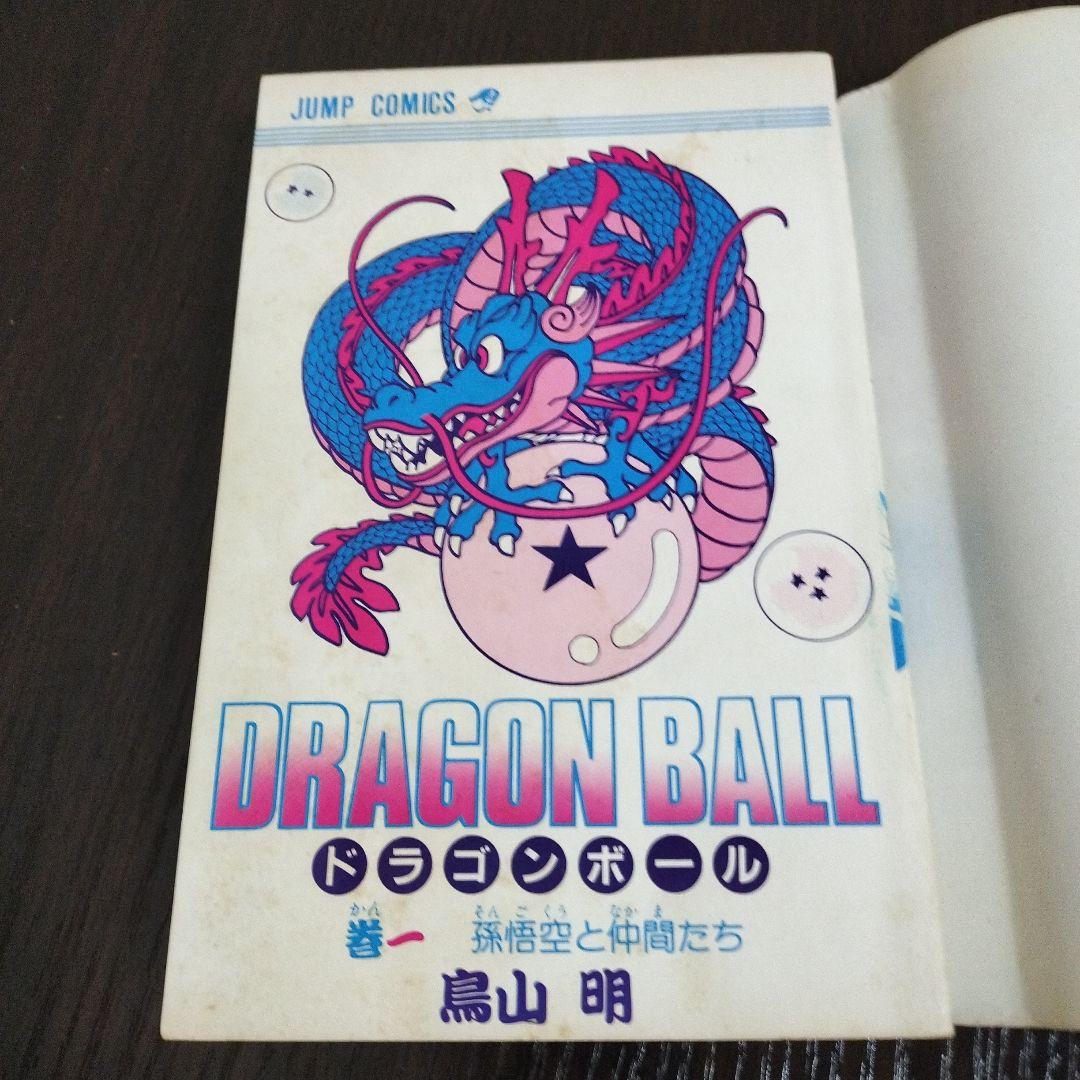 JUMP COMICS
DRAGON BALL
ドラゴンボール
かん そんごくう なかま
巻一 孫悟空と仲間たち
鳥山 明